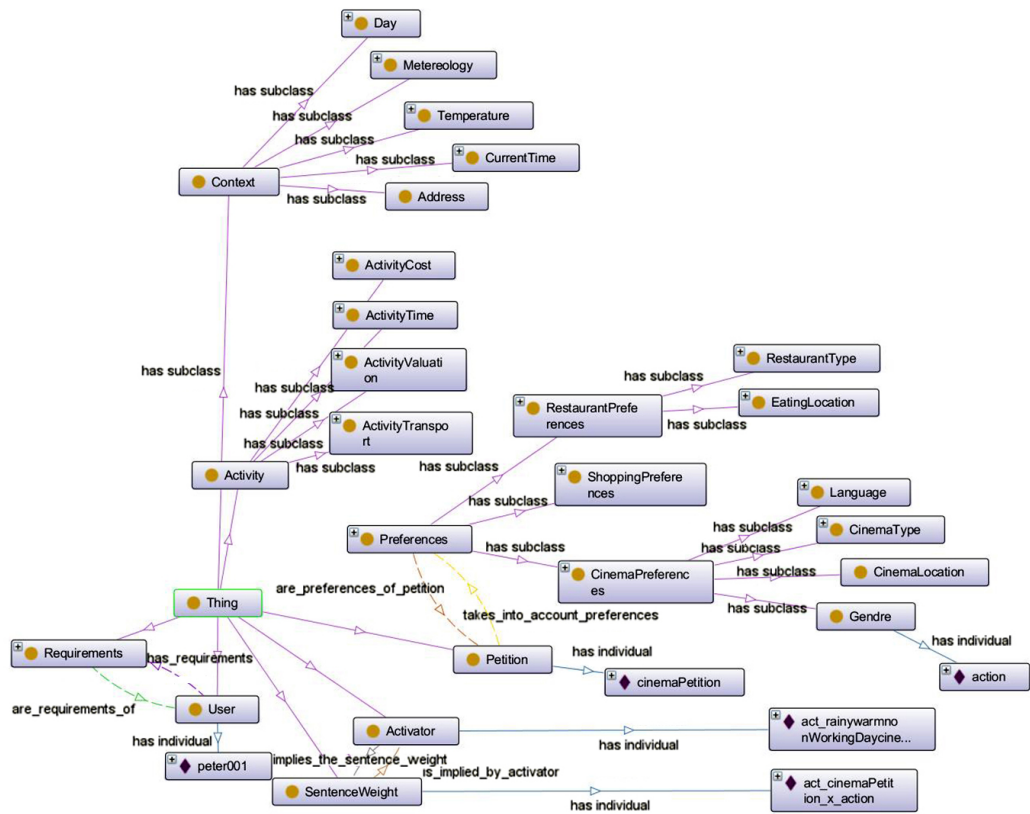 Day
Metereology
has subclass
has subclass
Temperature
has subclass
CurrentTime
has subclass
Context
Address
has subclass
ActivityCost
ActivityTime
has subclass
ActivityValuati
on
has subclass
has subclass
ActivityTranspo
rt
has subclass
has subclass
Activity
RestaurantType
has subclass
RestaurantPrefe
rences
EatingLocation
has subclass
has subclass
ShoppingPrefere
nces
has subclass
Language
Preferences
has subclass
has subclass
CinemaType
has subclass
CinemaPreferenc
es
has subclass
CinemaLocation
has subclass
Gendre
are_preferences_of_petition
takes_into_account_preferences
Thing
has individual
action
Requirements
has_requirements
Petition
has individual
cinemaPetition
are_requirements_of
User
has individual
peter001
Activator
has individual
act_rainywarmno
nWorkingDaycine...
implies_the_sentence_weight
is_implied_by_activator
SentenceWeight
has individual
act_cinemaPetit
ion_x_action